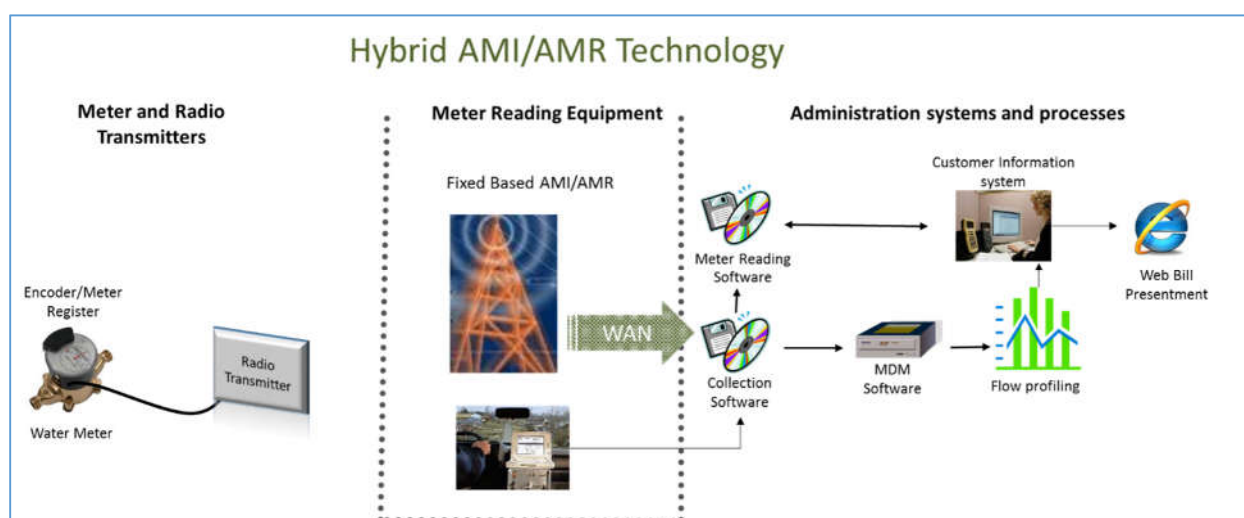 Hybrid AMI/AMR Technology
Meter and Radio
Transmitters
Meter Reading Equipment
Administration systems and processes
Fixed Based AMI/AMR
Customer Information
system
Encoder/Meter
Register
Radio
Transmitter
Water Meter
WAN
Meter Reading
Software
Collection
Software
MDM
Software
Flow profiling
Web Bill
Presentment